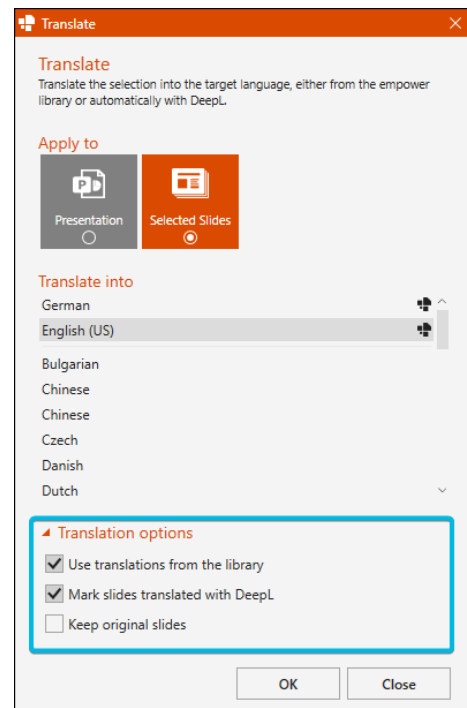 Translate
Translate
Translate the selection into the target language, either from the empower
library or automatically with DeepL.
Apply to
Presentation
Selected Slides
Translate into
German
English (US)
Bulgarian
Chinese
Chinese
Czech
Danish
Dutch
Translation options
Use translations from the library
Mark slides translated with DeepL
Keep original slides
OK
Close